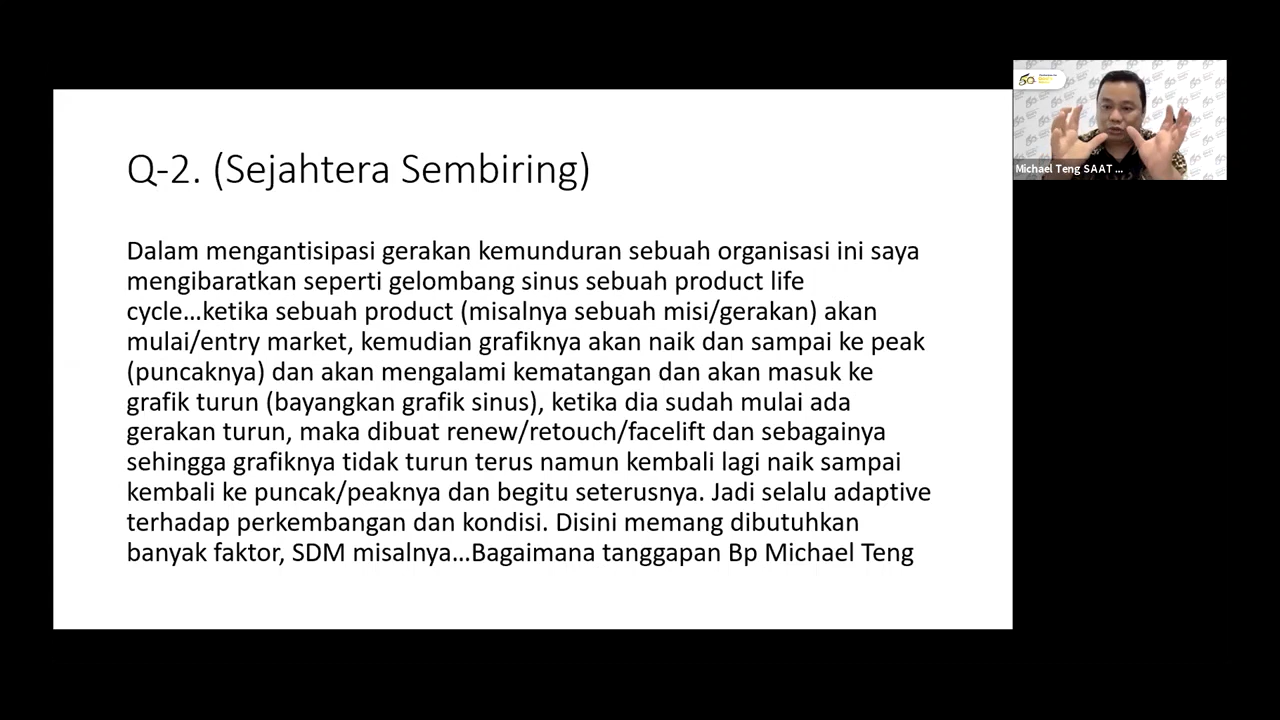 Q-2. (Sejahtera Sembiring)
Dalam mengantisipasi gerakan kemunduran sebuah organisasi ini saya
mengibaratkan seperti gelombang sinus sebuah product life
cycle...ketika sebuah product (misalnya sebuah misi/gerakan) akan
mulai/entry market, kemudian grafiknya akan naik dan sampai ke peak
(puncaknya) dan akan mengalami kematangan dan akan masuk ke
grafik turun (bayangkan grafik sinus), ketika dia sudah mulai ada
gerakan turun, maka dibuat renew/retouch/facelift dan sebagainya
sehingga grafiknya tidak turun terus namun kembali lagi naik sampai
kembali ke puncak/peaknya dan begitu seterusnya. Jadi selalu adaptive
terhadap perkembangan dan kondisi. Disini memang dibutuhkan
banyak faktor, SDM misalnya...Bagaimana tanggapan Bp Michael Teng
50
Michael Teng SAAT ...